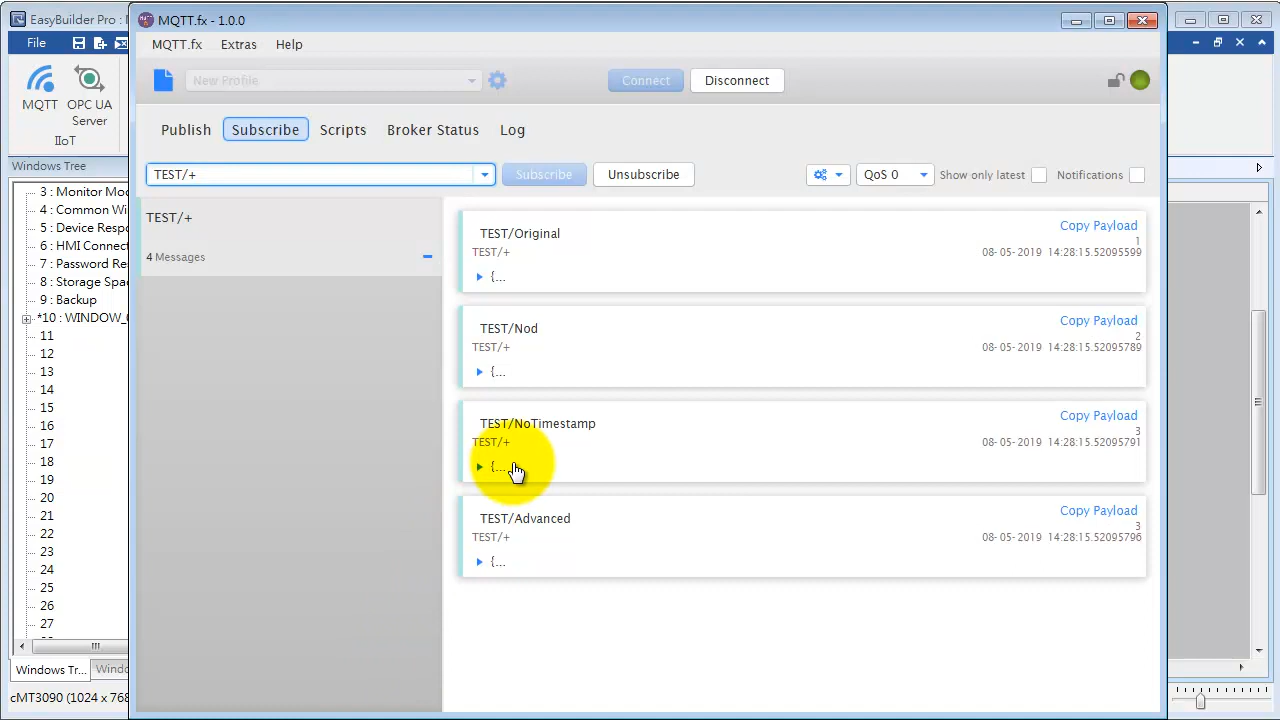 EasyBuilder Pro :
MQTT.fx - 1.0.0
File
MQTT.fx Extras Help
New Profile
Connect
Disconnect
MQTT
OPC UA
Server
IIoT
Publish
Subscribe
Scripts
Broker Status
Log
Windows Tree
TEST/+
Subscribe
Unsubscribe
QoS 0
Show only latest
Notifications
3 : Monitor Mod
4 : Common Wi
5 : Device Respo
6 : HMI Connect
7 : Password Re
8 : Storage Spac
9 : Backup
*10 : WINDOW_0
11
12
13
14
15
16
17
18
19
20
21
22
23
24
25
26
27
Windows Tr...
Windo
cMT3090 (1024 x 768
TEST/+
4 Messages
TEST/Original
Copy Payload
1
TEST/+
08-05-2019 14:28:15.52095599
{...
TEST/Nod
Copy Payload
2
TEST/+
08-05-2019 14:28:15.52095789
{...
TEST/NoTimestamp
Copy Payload
3
TEST/+
08-05-2019 14:28:15.52095791
{...
TEST/Advanced
Copy Payload
3
TEST/+
08-05-2019 14:28:15.52095796
{...